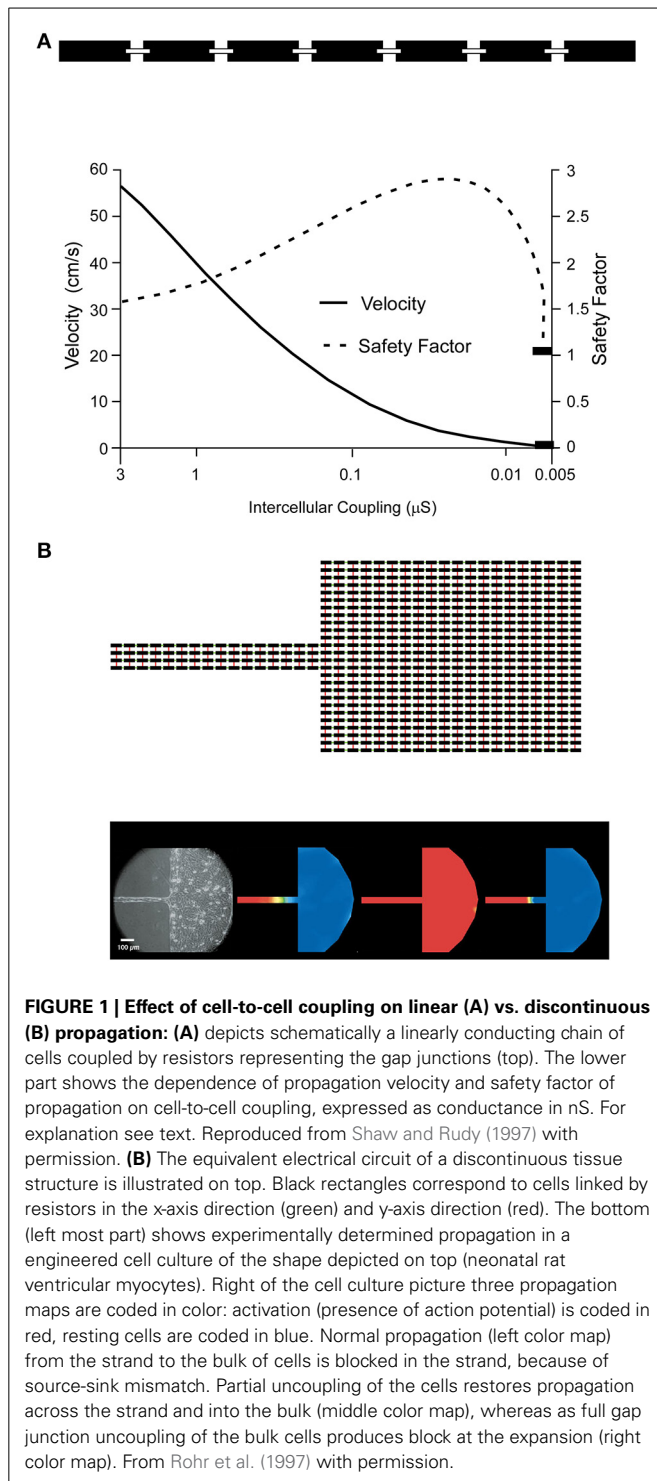 A
60
50
40
30
20
10
0
Velocity (cm/s)
3
2.5
2
1.5
1
0.5
0
Safety Factor
Velocity
Safety Factor
3 1 0.1 0.01 0.005
Intercellular Coupling (µS)
B
100 µm
FIGURE 1 | Effect of cell-to-cell coupling on linear (A) vs. discontinuous
(B) propagation: (A) depicts schematically a linearly conducting chain of
cells coupled by resistors representing the gap junctions (top). The lower
part shows the dependence of propagation velocity and safety factor of
propagation on cell-to-cell coupling, expressed as conductance in nS. For
explanation see text. Reproduced from Shaw and Rudy (1997) with
permission. (B) The equivalent electrical circuit of a discontinuous tissue
structure is illustrated on top. Black rectangles correspond to cells linked by
resistors in the x-axis direction (green) and y-axis direction (red). The bottom
(left most part) shows experimentally determined propagation in a
engineered cell culture of the shape depicted on top (neonatal rat
ventricular myocytes). Right of the cell culture picture three propagation
maps are coded in color: activation (presence of action potential) is coded in
red, resting cells are coded in blue. Normal propagation (left color map)
from the strand to the bulk of cells is blocked in the strand, because of
source-sink mismatch. Partial uncoupling of the cells restores propagation
across the strand and into the bulk (middle color map), whereas as full gap
junction uncoupling of the bulk cells produces block at the expansion (right
color map). From Rohr et al. (1997) with permission.